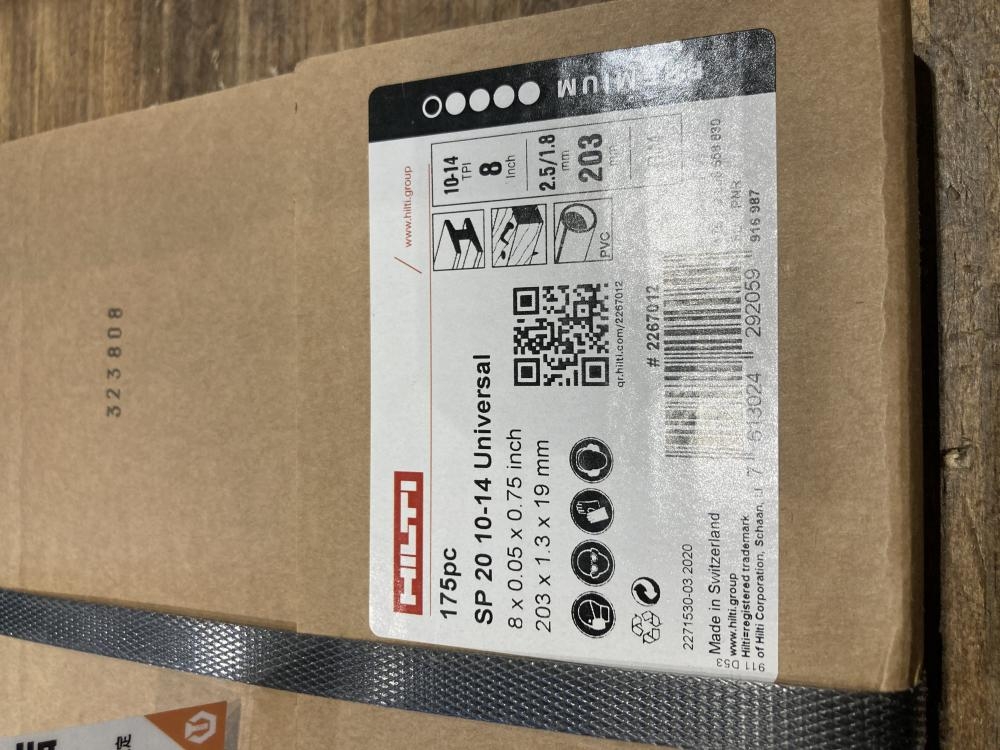 323808
HILTI
www.hilti.group
PREMIUM
175pc
SP 20 10-14 Universal
8 x 0.05 x 0.75 inch
203 x 1.3 x 19 mm
10-14
TPI
8
Inch
2.5/1.8
mm
203
mm
PVC
qr.hilti.com/2267012
# 2267012
7 613024 292059
PNR
916 987
2271530-03 2020
Made in Switzerland
www.hilti.group
Hilti=registered trademark
of Hilti Corporation, Schaan,
911 D53
定